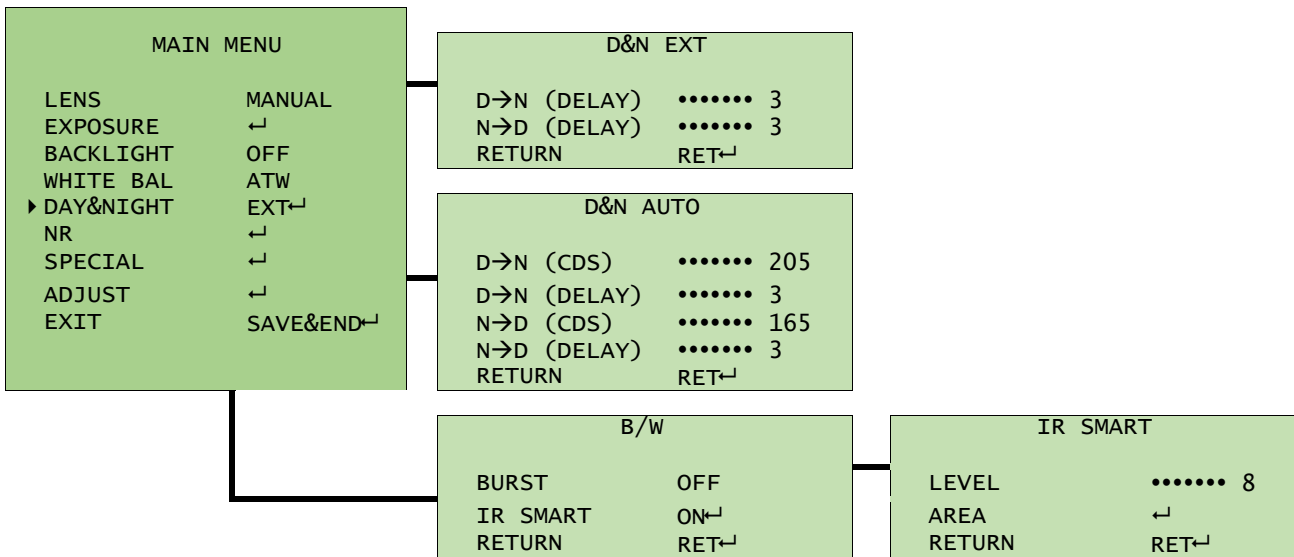 MAIN MENU
LENS MANUAL
EXPOSURE ↵
BACKLIGHT OFF
WHITE BAL ATW
▸DAY&NIGHT EXT↵
NR ↵
SPECIAL ↵
ADJUST ↵
EXIT SAVE&END↵
D&N EXT
D→N (DELAY) ••••••• 3
N→D (DELAY) ••••••• 3
RETURN RET↵
D&N AUTO
D→N (CDS) ••••••• 205
D→N (DELAY) ••••••• 3
N→D (CDS) ••••••• 165
N→D (DELAY) ••••••• 3
RETURN RET↵
B/W
BURST OFF
IR SMART ON↵
RETURN RET↵
IR SMART
LEVEL ••••••• 8
AREA ↵
RETURN RET↵